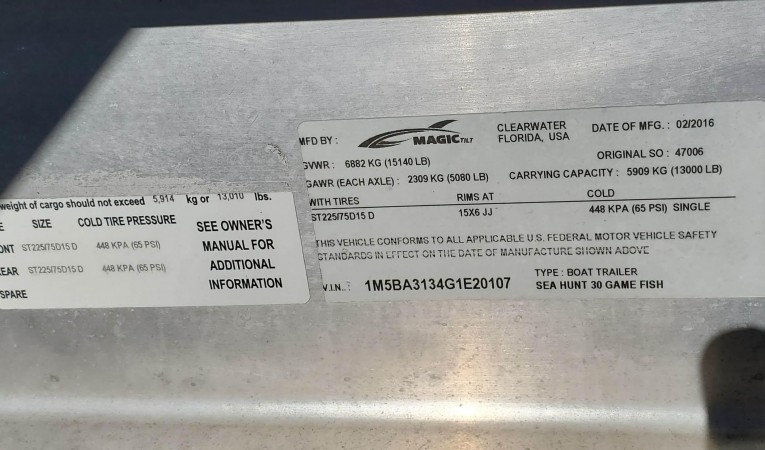 weight of cargo should not exceed 5,914 kg or 13,010 lbs.
SIZE COLD TIRE PRESSURE SEE OWNER'S
ST225/75D15 D 448 KPA (65 PSI) MANUAL FOR
ST225/75D15 D 448 KPA (65 PSI) ADDITIONAL
SPARE INFORMATION
MFD BY : MAGIC TILT CLEARWATER FLORIDA, USA DATE OF MFG. : 02/2016
GVWR : 6882 KG (15140 LB) ORIGINAL SO : 47006
GAWR (EACH AXLE) : 2309 KG (5080 LB) CARRYING CAPACITY : 5909 KG (13000 LB)
WITH TIRES RIMS AT COLD
ST225/75D15 D 15X6 JJ 448 KPA (65 PSI) SINGLE
THIS VEHICLE CONFORMS TO ALL APPLICABLE U.S. FEDERAL MOTOR VEHICLE SAFETY
STANDARDS IN EFFECT ON THE DATE OF MANUFACTURE SHOWN ABOVE
V.I.N. : 1M5BA3134G1E20107 TYPE : BOAT TRAILER
SEA HUNT 30 GAME FISH